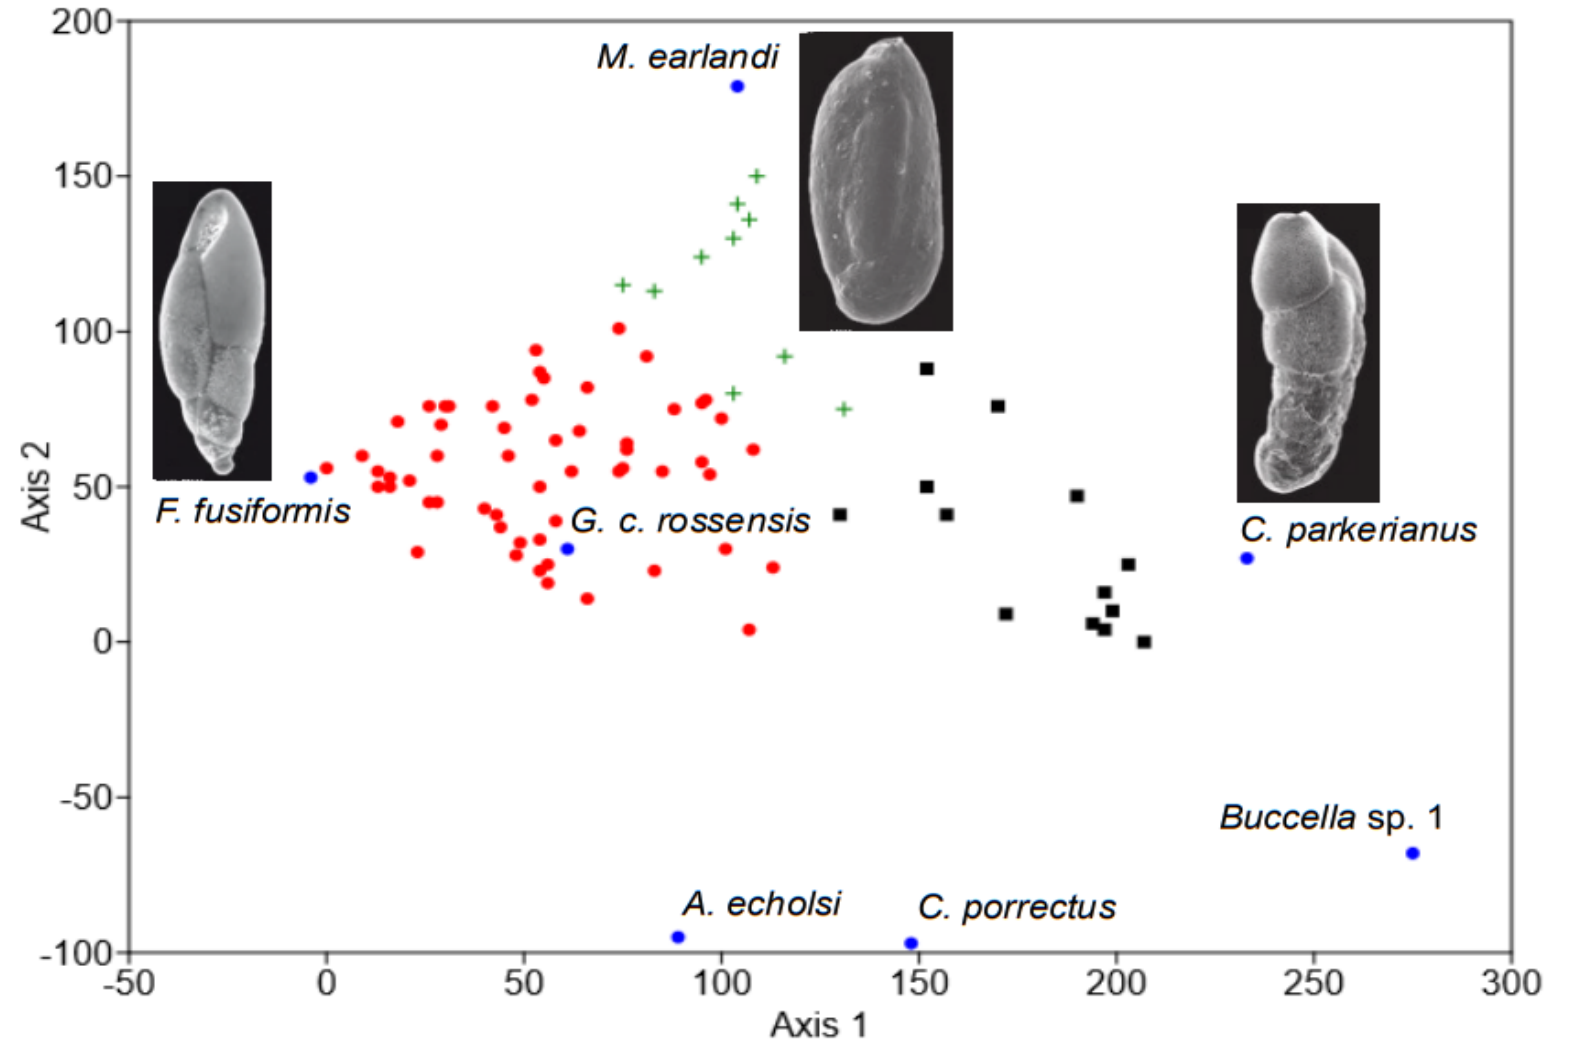 200
M. earlandi
150
100
Axis 2
50
F. fusiformis
G. c. rossensis
C. parkerianus
0
-50
Buccella sp. 1
A. echolsi
C. porrectus
-100
-50 0 50 100 150 200 250 300
Axis 1